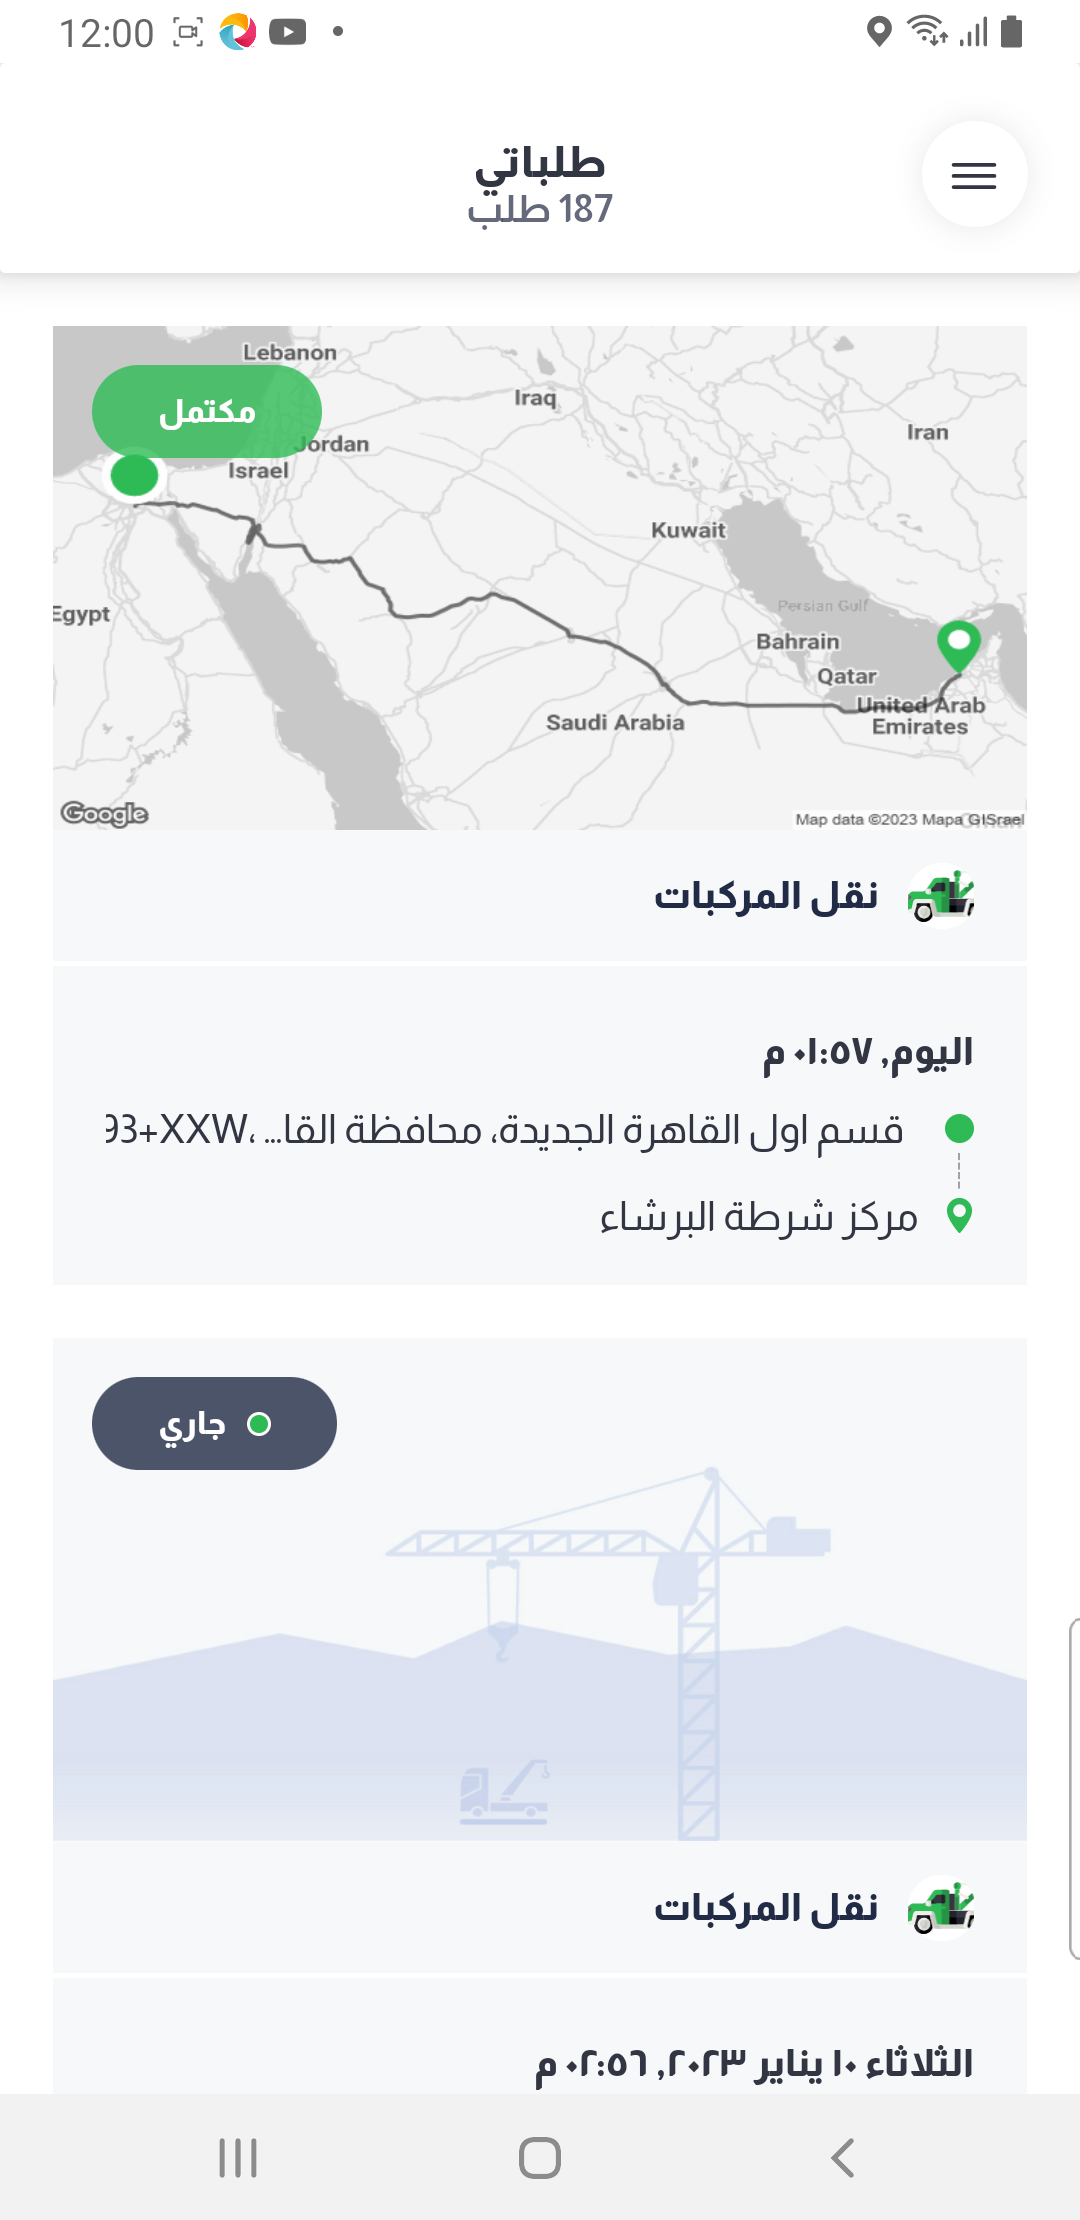 12:00
طلباتي
187 طلب
Lebanon
مكتمل
Iraq
Iran
Jordan
Israel
Kuwait
Persian Gulf
Egypt
Bahrain
Qatar
United Arab
Emirates
Saudi Arabia
Google
Map data ©2023 Mapa GISrael
نقل المركبات
اليوم, ٠١:٥٧ م
قسم اول القاهرة الجديدة، محافظة القا... ،93+XXW
مركز شرطة البرشاء
جاري
نقل المركبات
الثلاثاء ١٠ يناير ٢٠٢٣, ٠٢:٥٦ م